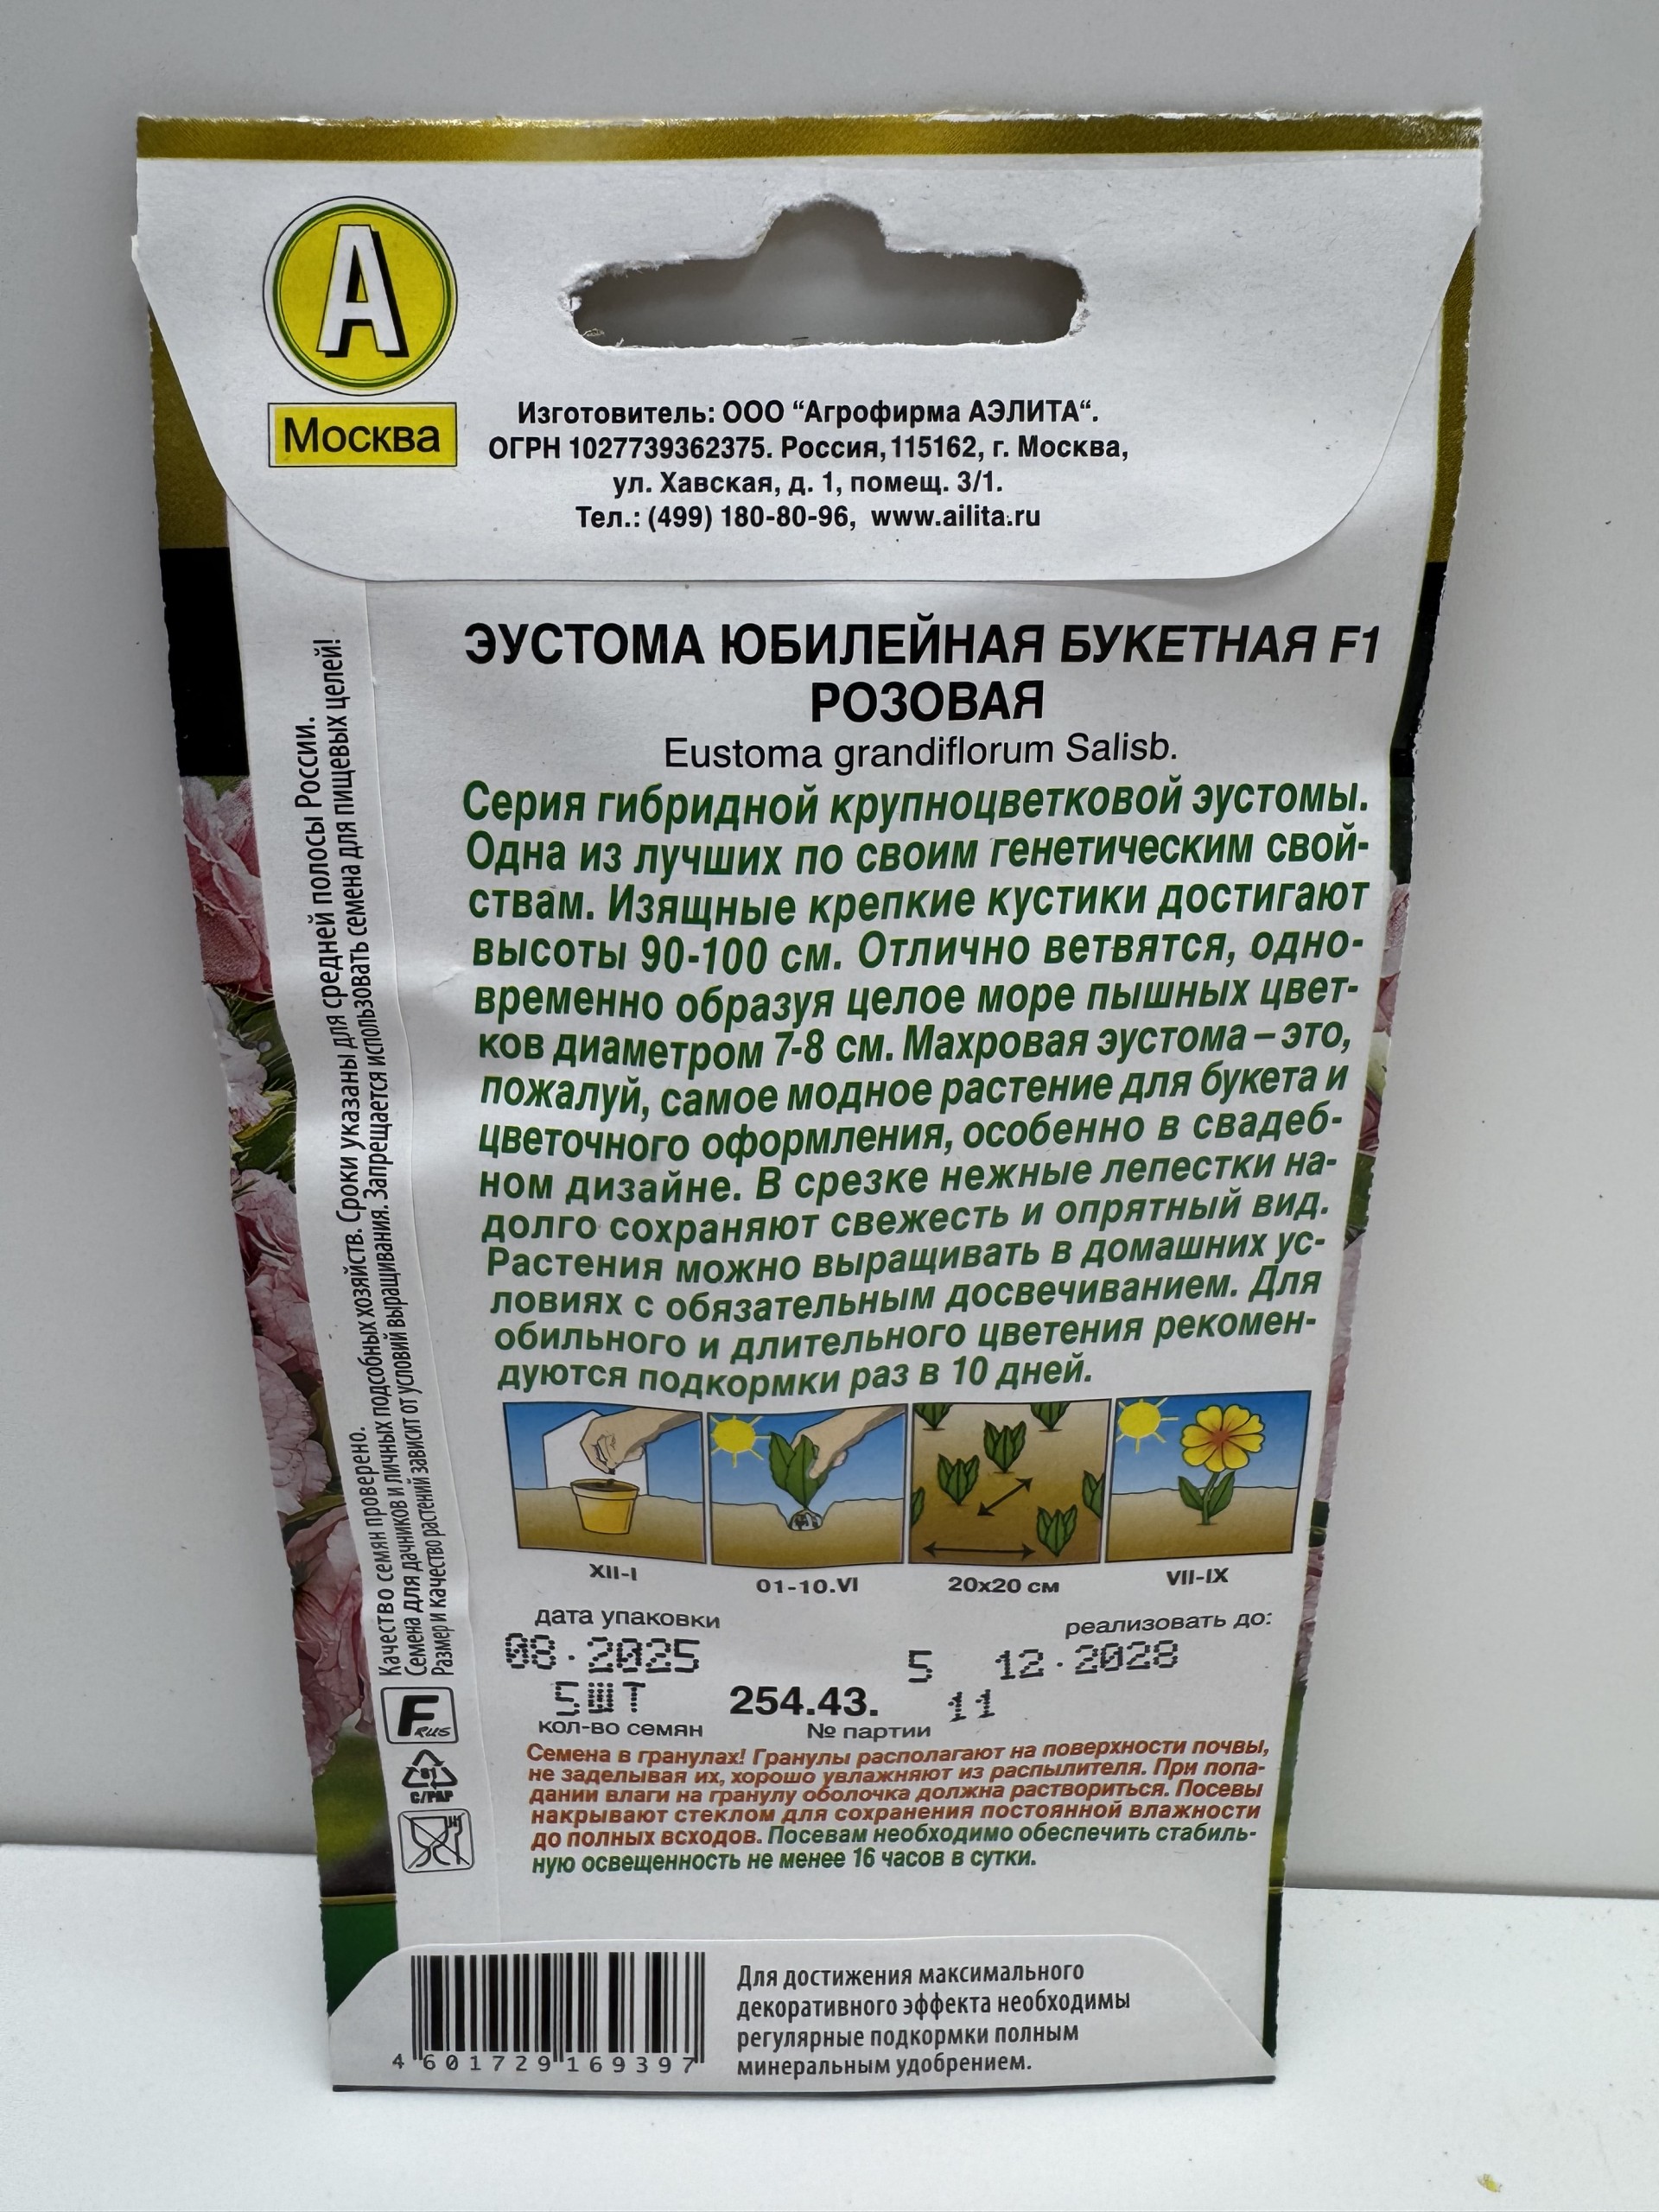 А
Москва
Изготовитель: ООО “Агрофирма АЭЛИТА“.
ОГРН 1027739362375. Россия, 115162, г. Москва,
ул. Хавская, д. 1, помещ. 3/1.
Тел.: (499) 180-80-96, www.ailita.ru
ЭУСТОМА ЮБИЛЕЙНАЯ БУКЕТНАЯ F1
РОЗОВАЯ
Eustoma grandiflorum Salisb.
Серия гибридной крупноцветковой эустомы.
Одна из лучших по своим генетическим свой-
ствам. Изящные крепкие кустики достигают
высоты 90-100 см. Отлично ветвятся, одно-
временно образуя целое море пышных цвет-
ков диаметром 7-8 см. Махровая эустома – это,
пожалуй, самое модное растение для букета и
цветочного оформления, особенно в свадеб-
ном дизайне. В срезке нежные лепестки на-
долго сохраняют свежесть и опрятный вид.
Растения можно выращивать в домашних ус-
ловиях с обязательным досвечиванием. Для
обильного и длительного цветения рекомен-
дуются подкормки раз в 10 дней.
XII-I
01-10.VI
20x20 см
VII-IX
дата упаковки
реализовать до:
08.2025
5 12.2028
5ШТ
254.43. 11
кол-во семян
№ партии
Семена в гранулах! Гранулы располагают на поверхности почвы,
не заделывая их, хорошо увлажняют из распылителя. При попа-
дании влаги на гранулу оболочка должна раствориться. Посевы
накрывают стеклом для сохранения постоянной влажности
до полных всходов. Посевам необходимо обеспечить стабиль-
ную освещенность не менее 16 часов в сутки.
Качество семян проверено.
Семена для дачников и личных подсобных хозяйств. Сроки указаны для средней полосы России.
Размер и качество растений зависит от условий выращивания. Запрещается использовать семена для пищевых целей!
F RUS
81
C/PAP
4 601729 169397
Для достижения максимального
декоративного эффекта необходимы
регулярные подкормки полным
минеральным удобрением.